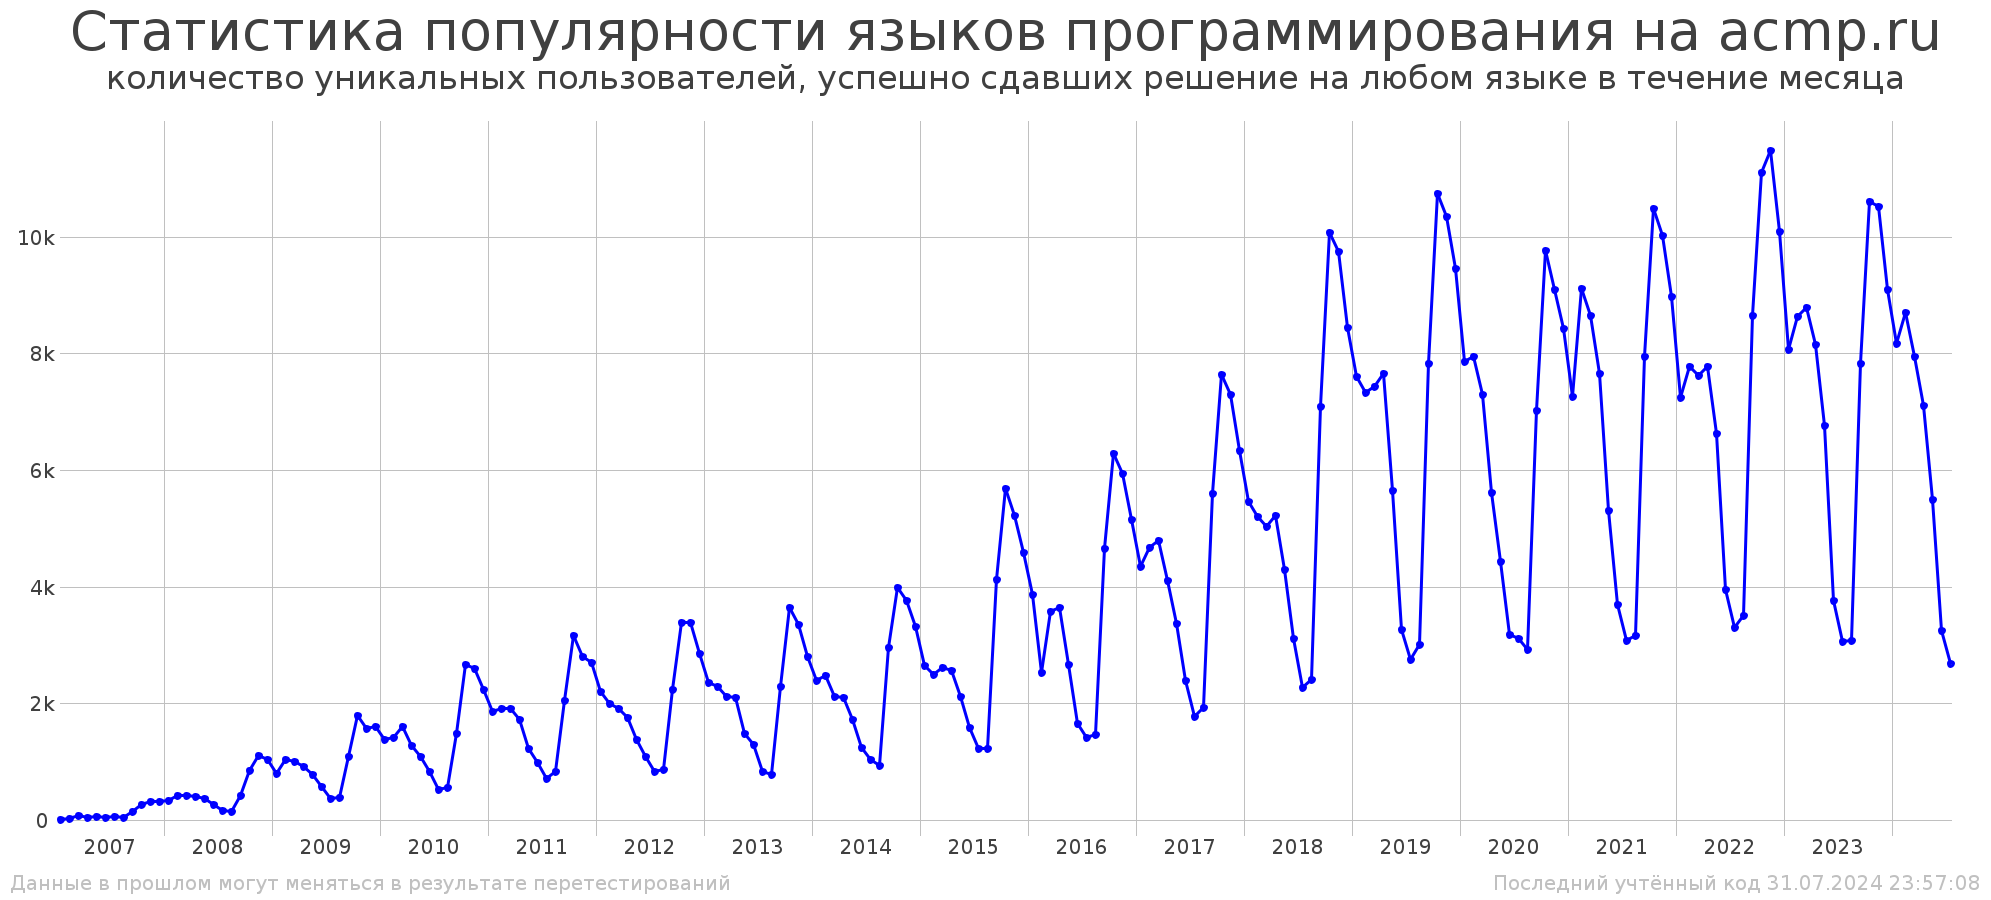 Статистика популярности языков программирования на acmp.ru
количество уникальных пользователей, успешно сдавших решение на любом языке в течение месяца
10k
8k
6k
4k
2k
0
2007 2008 2009 2010 2011 2012 2013 2014 2015 2016 2017 2018 2019 2020 2021 2022 2023
Данные в прошлом могут меняться в результате перетестирований
Последний учтённый код 31.07.2024 23:57:08